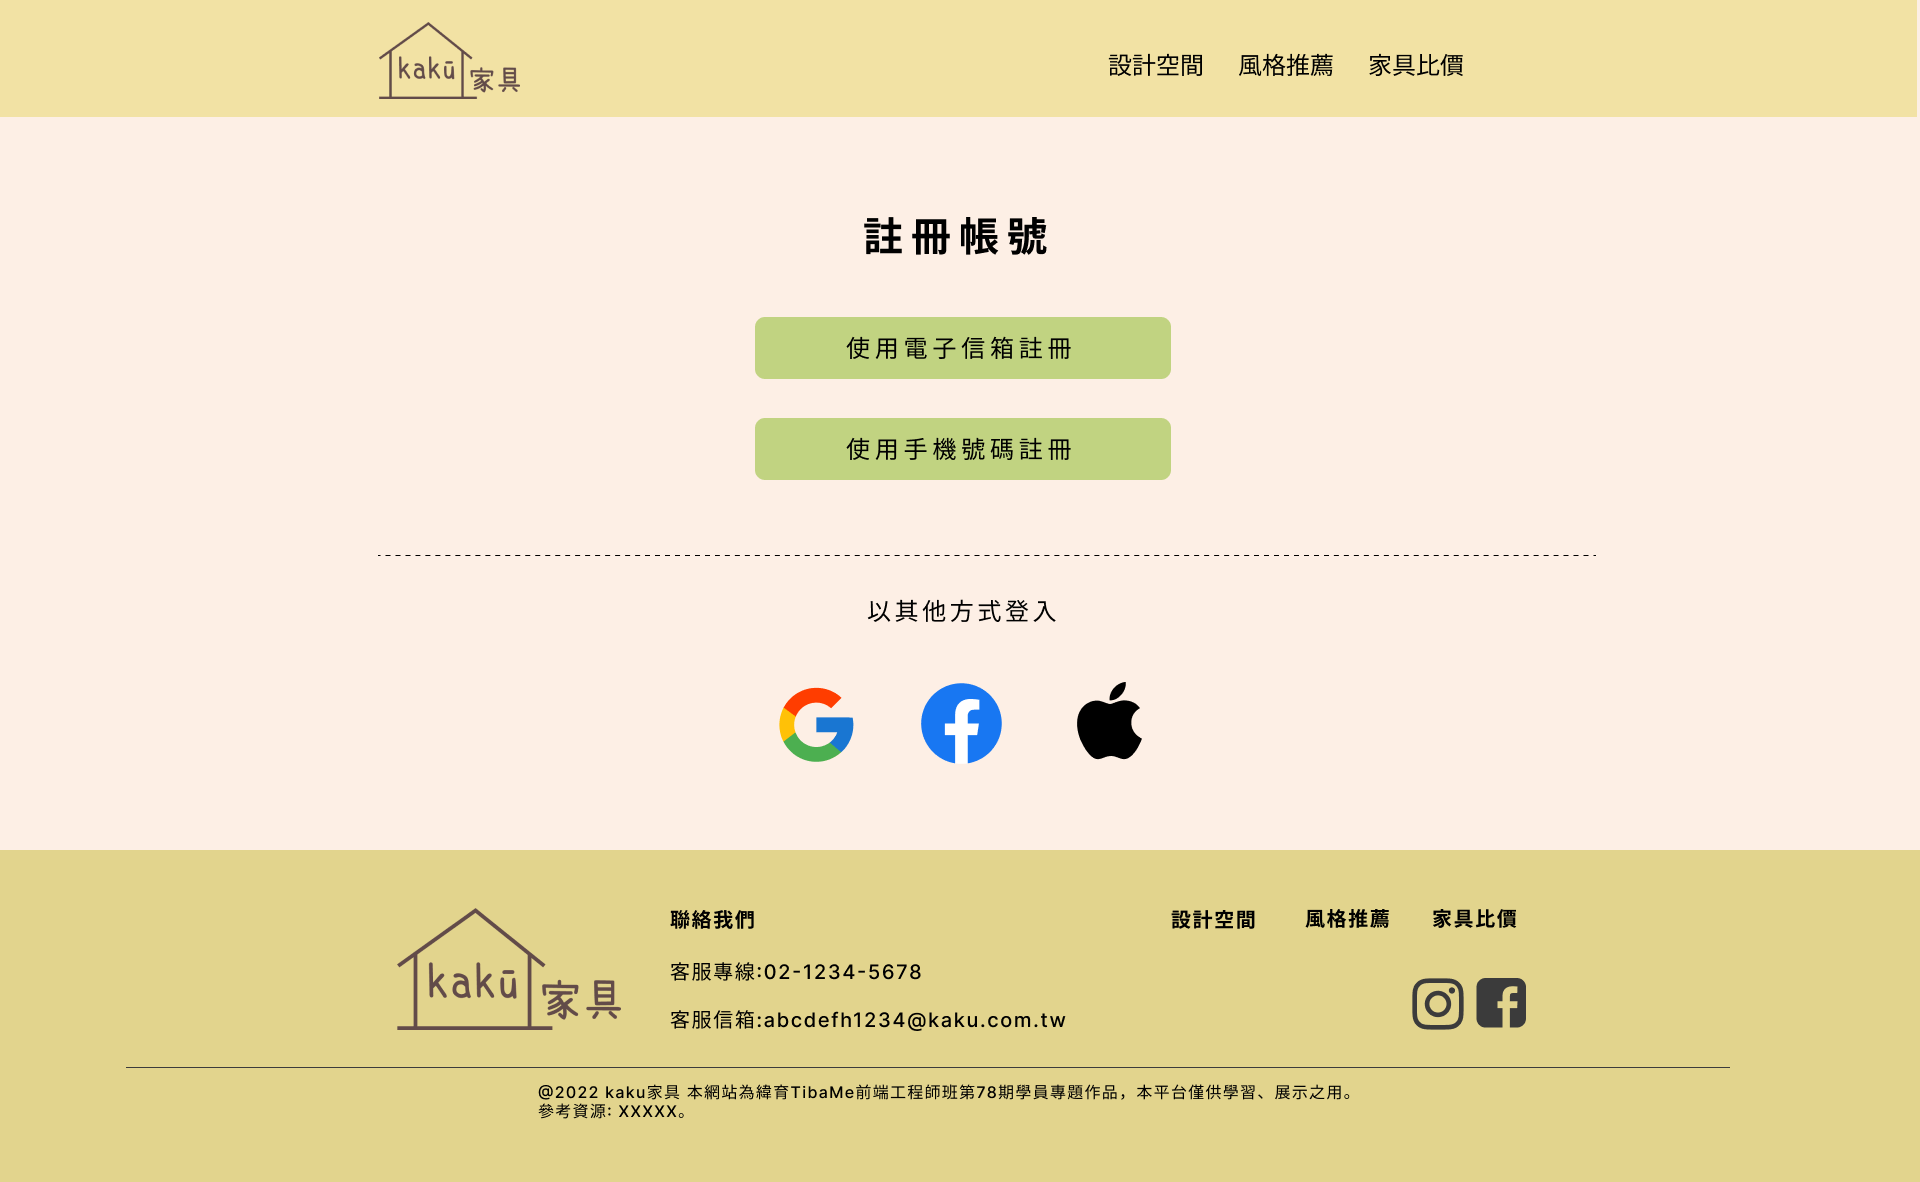 kakū 家具
設計空間 風格推薦 家具比價
註冊帳號
使用電子信箱註冊
使用手機號碼註冊
以其他方式登入
kakū 家具
聯絡我們
客服專線:02-1234-5678
客服信箱:abcdefh1234@kaku.com.tw
設計空間 風格推薦 家具比價
@2022 kaku家具 本網站為緯育TibaMe前端工程師班第78期學員專題作品，本平台僅供學習、展示之用。
參考資源: XXXXX。